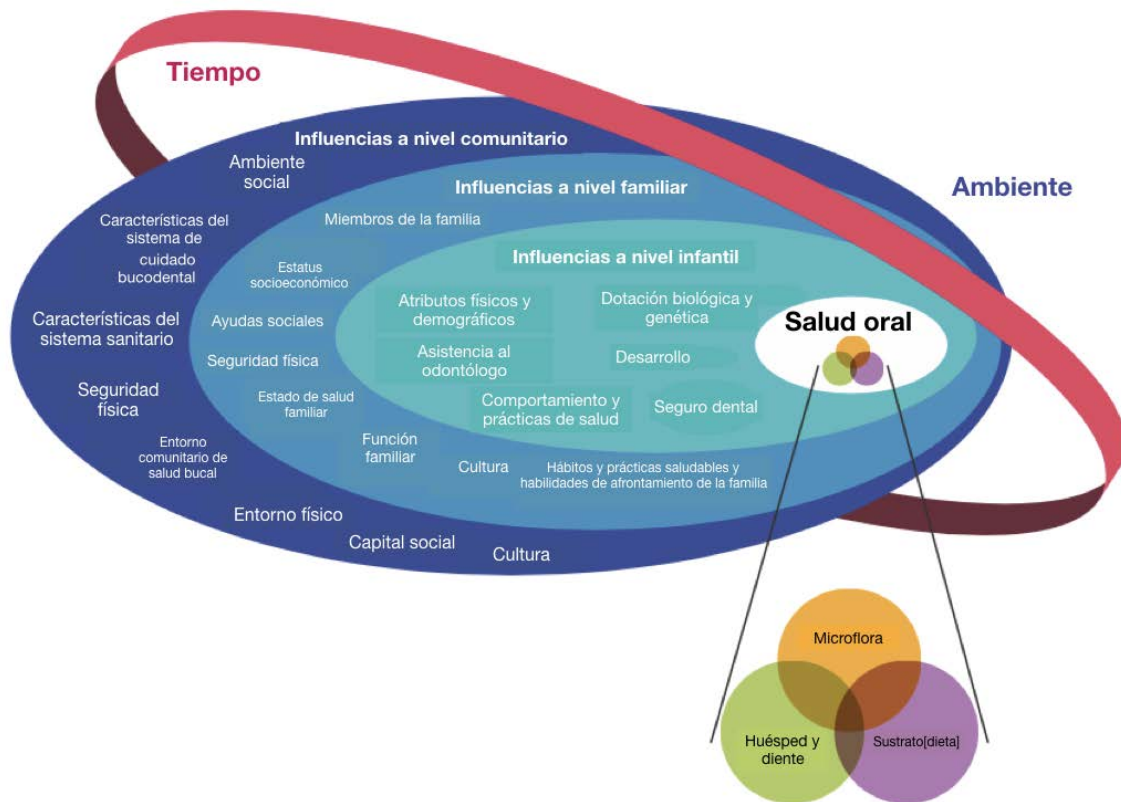 Tiempo
Influencias a nivel comunitario
Ambiente
social
Influencias a nivel familiar
Ambiente
Miembros de la familia
Características del
sistema de
cuidado
bucodental
Influencias a nivel infantil
Estatus
socioeconómico
Atributos físicos y
demográficos
Dotación biológica y
genética
Salud oral
Características del
sistema sanitario
Ayudas sociales
Asistencia al
odontólogo
Desarrollo
Seguridad física
Seguridad
física
Estado de salud
familiar
Comportamiento y
prácticas de salud
Seguro dental
Entorno
comunitario de
salud bucal
Función
familiar
Cultura
Hábitos y prácticas saludables y
habilidades de afrontamiento de la familia
Entorno físico
Capital social
Cultura
Microflora
Huésped y
diente
Sustrato[dieta]